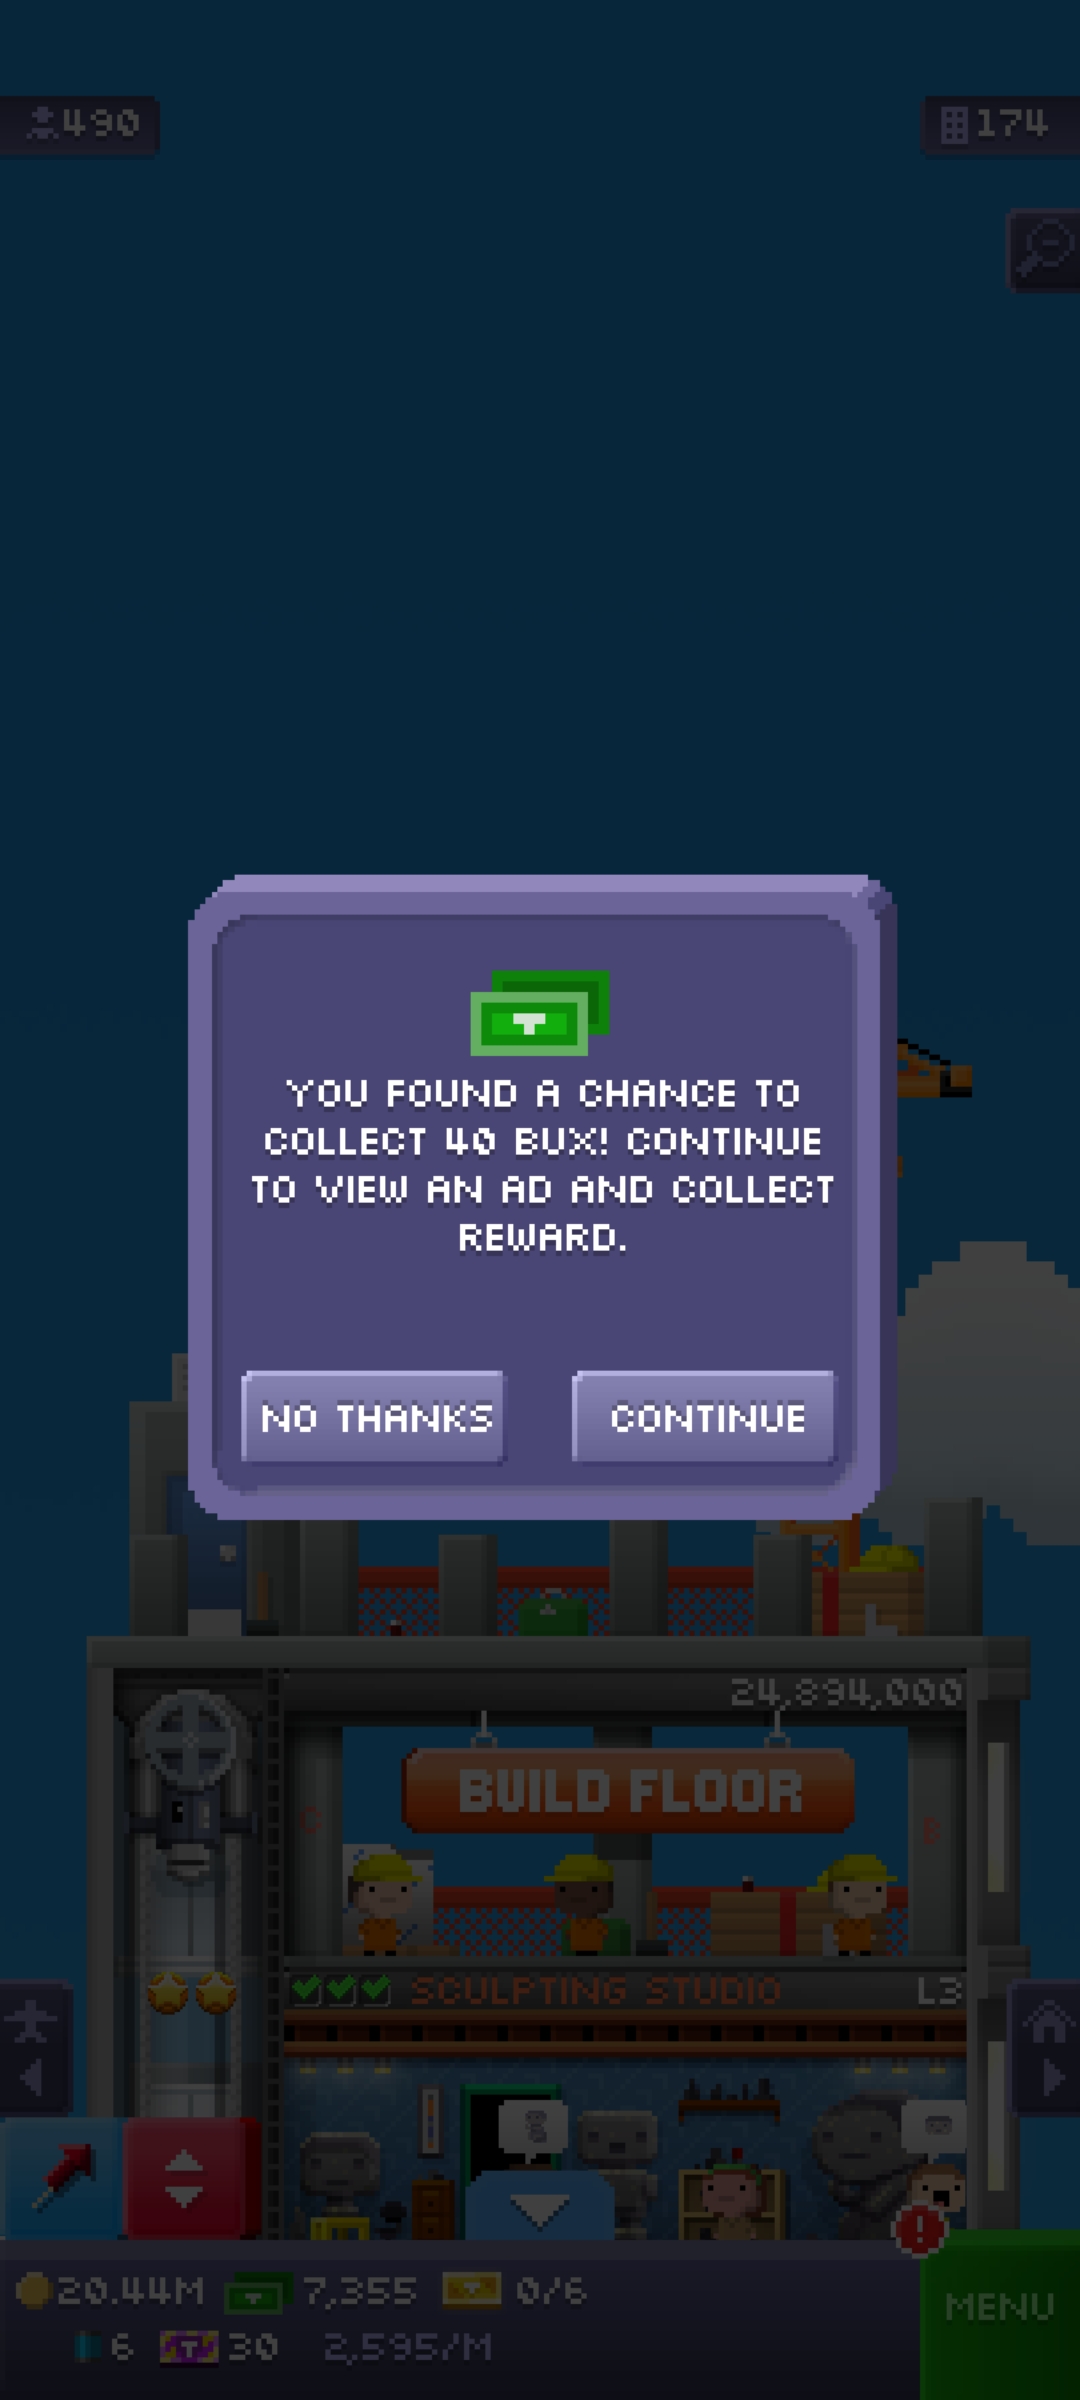 490
174
YOU FOUND A CHANCE TO
COLLECT 40 BUX! CONTINUE
TO VIEW AN AD AND COLLECT
REWARD.
NO THANKS
CONTINUE
24,894,000
BUILD FLOOR
C
B
SCULPTING STUDIO
L3
20.44M
7,355
0/6
MENU
6
30
2,595/M